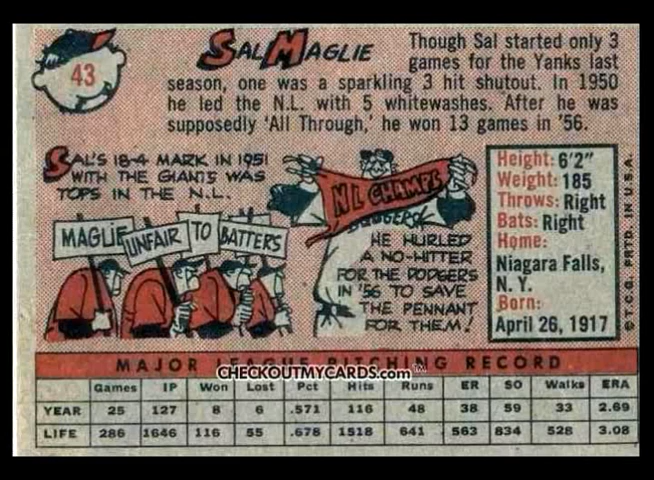 43
SAL MAGLIE
Though Sal started only 3
games for the Yanks last
season, one was a sparkling 3 hit shutout. In 1950
he led the N.L. with 5 whitewashes. After he was
supposedly 'All Through,' he won 13 games in '56.
SAL'S 18-4 MARK IN 1951
WITH THE GIANTS WAS
TOPS IN THE N.L.
MAGLIE UNFAIR TO BATTERS
NL CHAMPS
DODGERS
HE HURLED
A NO-HITTER
FOR THE DODGERS
IN '56 TO SAVE
THE PENNANT
FOR THEM!
Height: 6'2"
Weight: 185
Throws: Right
Bats: Right
Home:
Niagara Falls,
N. Y.
Born:
April 26, 1917
© T.C.G. PRTD. IN U.S.A.
MAJOR LEAGUE PITCHING RECORD
CHECKOUTMYCARDS.com™
Games IP Won Lost Pct Hits Runs ER SO Walks ERA
YEAR 25 127 8 6 .571 116 48 38 59 33 2.69
LIFE 286 1646 116 55 .678 1518 641 563 834 528 3.08